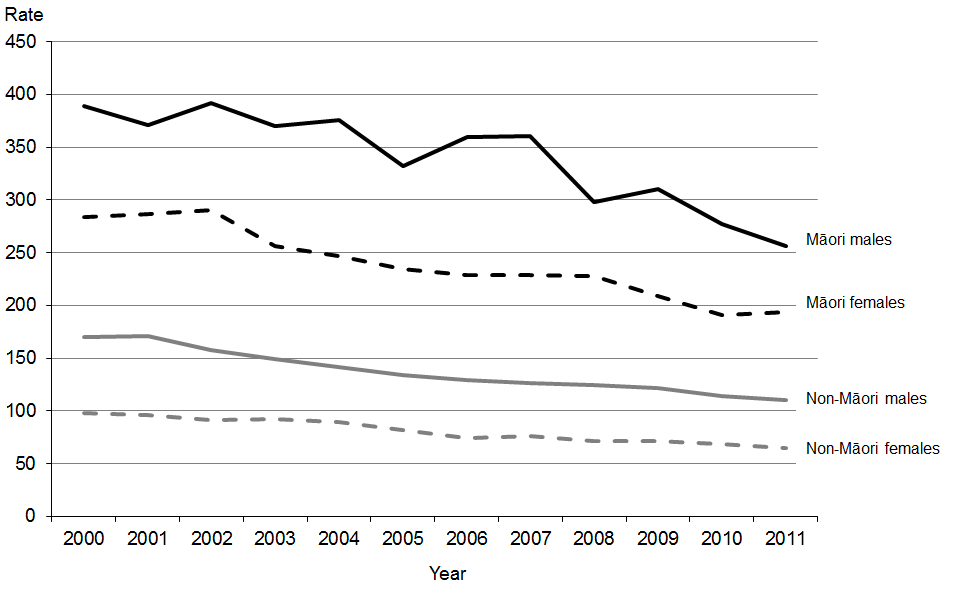 Rate
450
400
350
300
250
200
150
100
50
0
Māori males
Māori females
Non-Māori males
Non-Māori females
2000 2001 2002 2003 2004 2005 2006 2007 2008 2009 2010 2011
Year